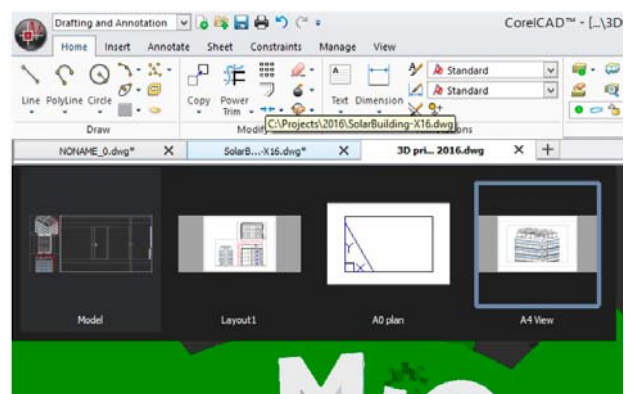 Drafting and Annotation
CorelCAD™ - [...\3D
Home Insert Annotate Sheet Constraints Manage View
Standard
Standard
Line PolyLine Circle Copy Power Trim Text Dimension
Draw
C:\Projects\2016\SolarBuilding-X16.dwg
NONAME_0.dwg* SolarB...-X16.dwg* 3D pri... 2016.dwg
Y
X
Model Layout1 A0 plan A4 View